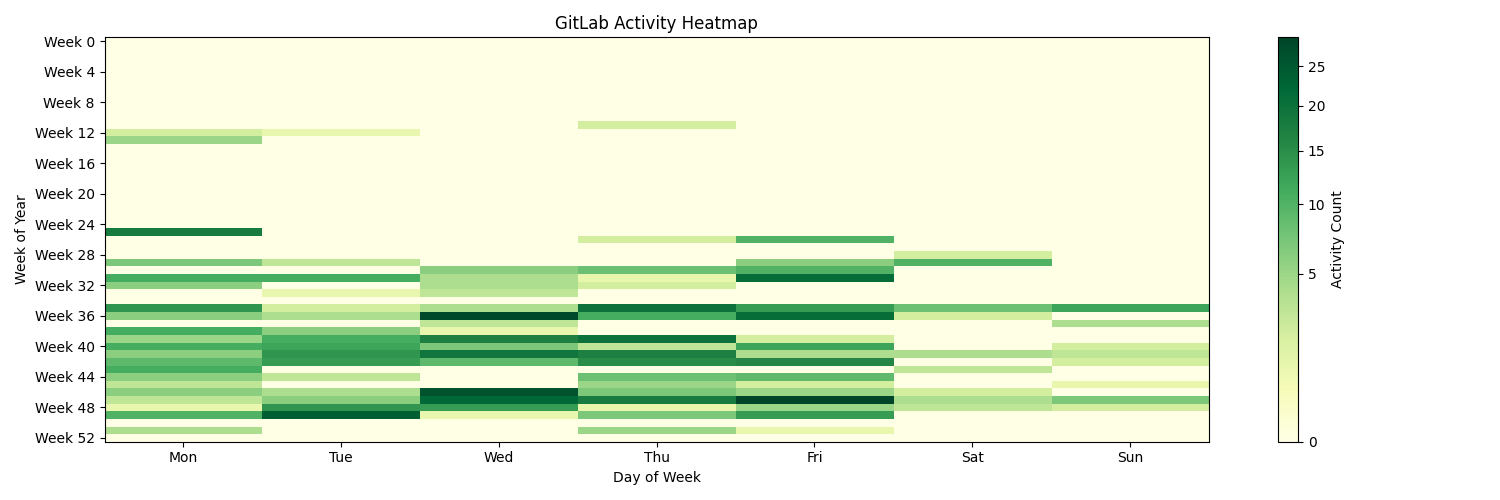 GitLab Activity Heatmap
Week of Year
Week 0
Week 4
Week 8
Week 12
Week 16
Week 20
Week 24
Week 28
Week 32
Week 36
Week 40
Week 44
Week 48
Week 52
Mon Tue Wed Thu Fri Sat Sun
Day of Week
25
20
15
10
5
0
Activity Count